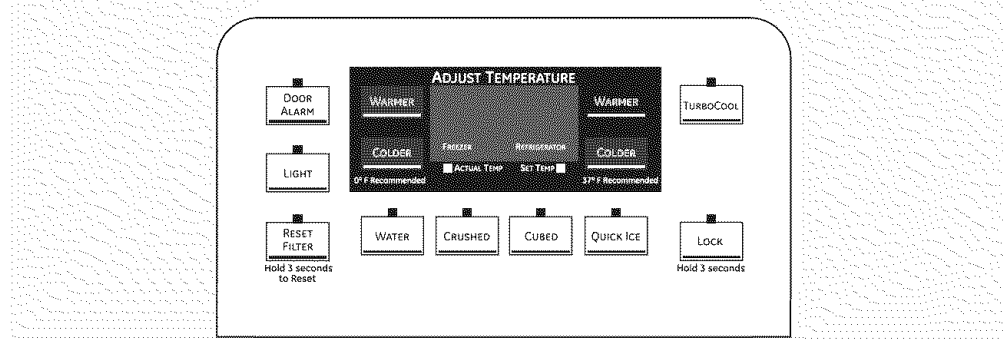 ADJUST TEMPERATURE
DOOR
ALARM
WARMER
WARMER
TURBOCOOL
LIGHT
COLDER
FREEZER
REFRIGERATOR
COLDER
ACTUAL TEMP
SET TEMP
0° F Recommended
37° F Recommended
RESET
FILTER
Hold 3 seconds
to Reset
WATER
CRUSHED
CUBED
QUICK ICE
LOCK
Hold 3 seconds